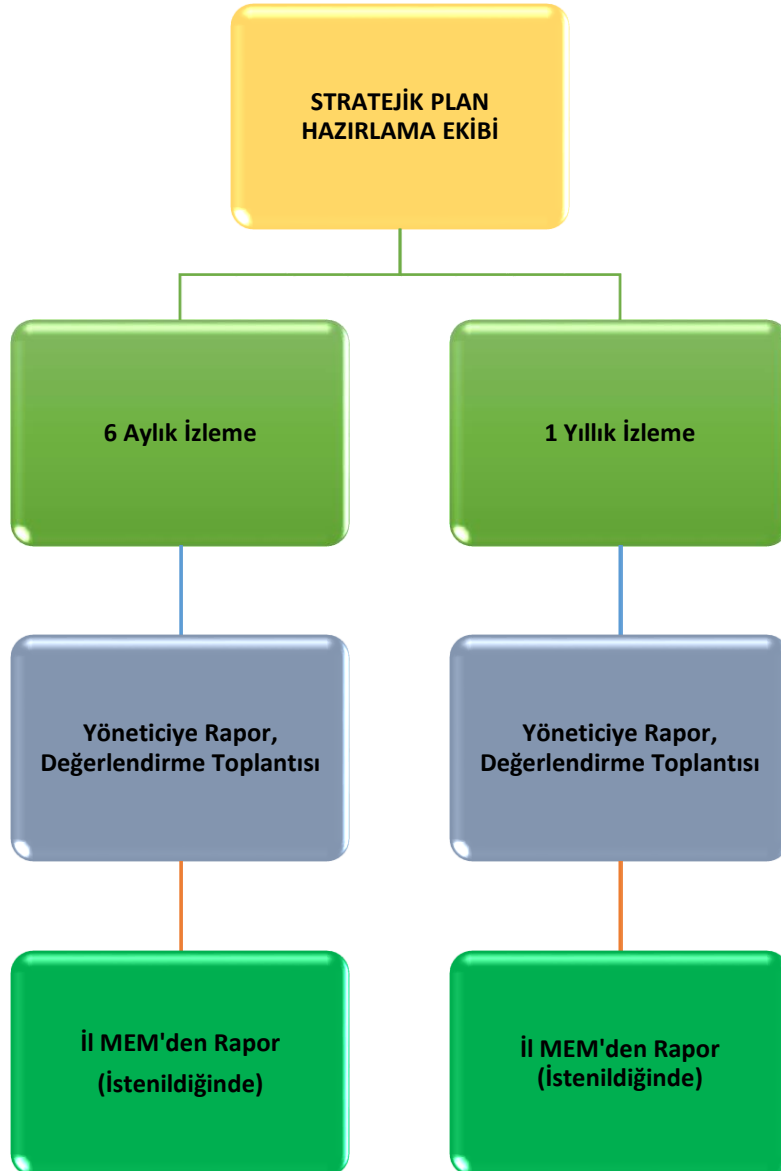 STRATEJİK PLAN
HAZIRLAMA EKİBİ
6 Aylık İzleme
1 Yıllık İzleme
Yöneticiye Rapor,
Değerlendirme Toplantısı
Yöneticiye Rapor,
Değerlendirme Toplantısı
İl MEM'den Rapor
(İstenildiğinde)
İl MEM'den Rapor
(İstenildiğinde)